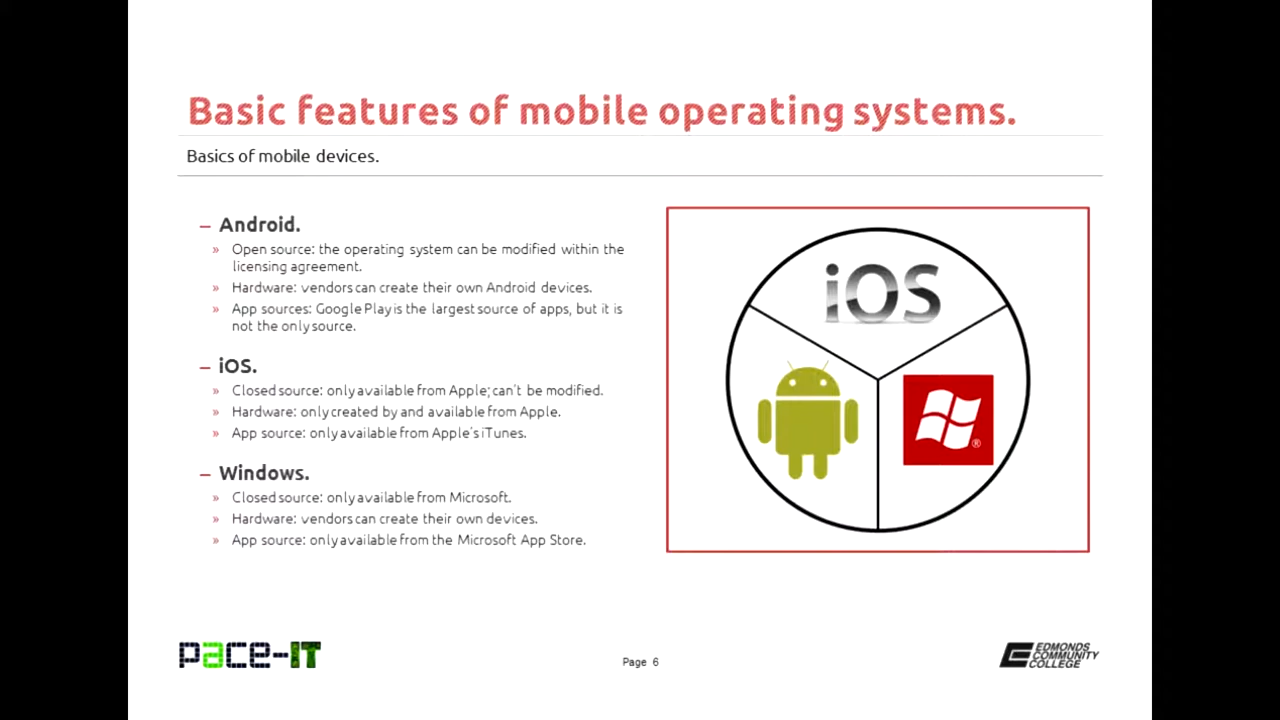 Basic features of mobile operating systems.
Basics of mobile devices.
– Android.
» Open source: the operating system can be modified within the
licensing agreement.
» Hardware: vendors can create their own Android devices.
» App sources: Google Play is the largest source of apps, but it is
not the only source.
– iOS.
» Closed source: only available from Apple; can't be modified.
» Hardware: only created by and available from Apple.
» App source: only available from Apple's iTunes.
– Windows.
» Closed source: only available from Microsoft.
» Hardware: vendors can create their own devices.
» App source: only available from the Microsoft App Store.
iOS
®
pace-IT
Page 6
EDMONDS
COMMUNITY
COLLEGE